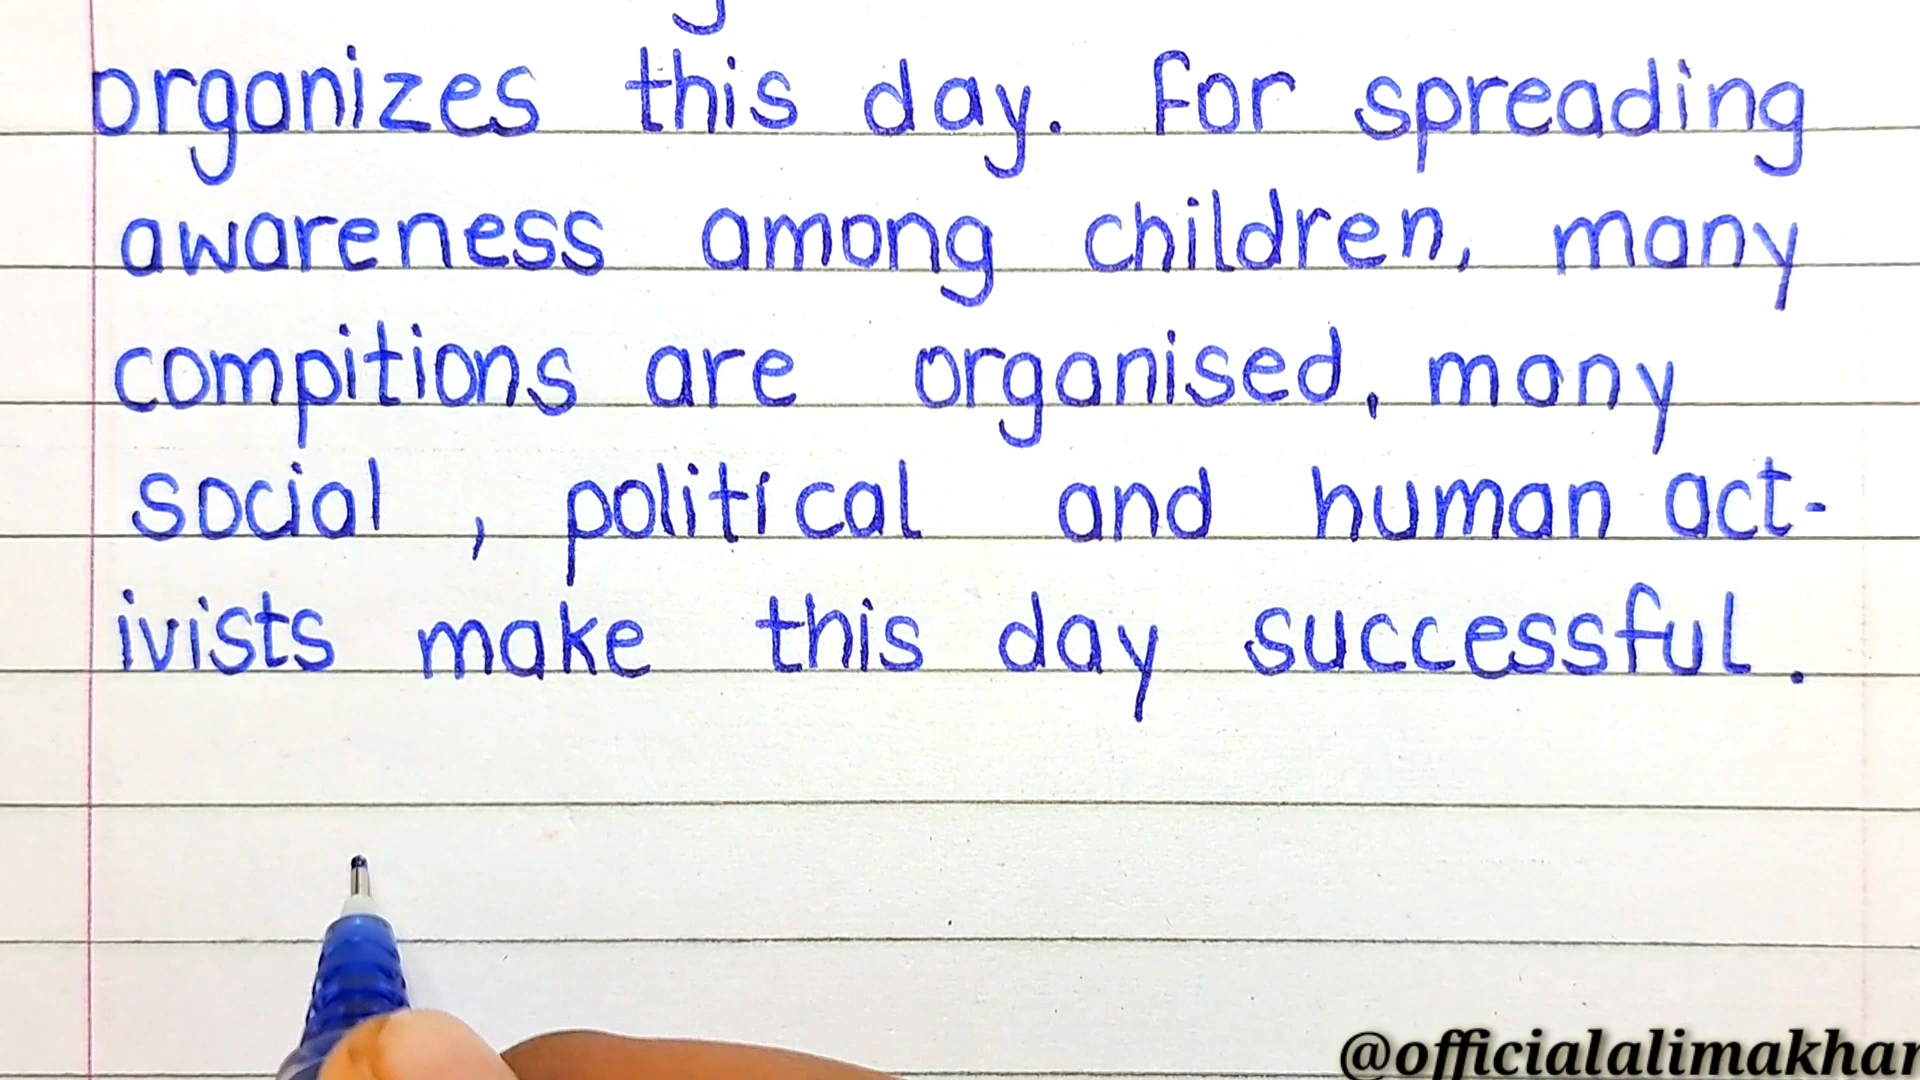 organizes this day. For spreading
awareness among children, many
compitions are organised, many
social , political and human act-
ivists make this day successful.
@officialalimakhan